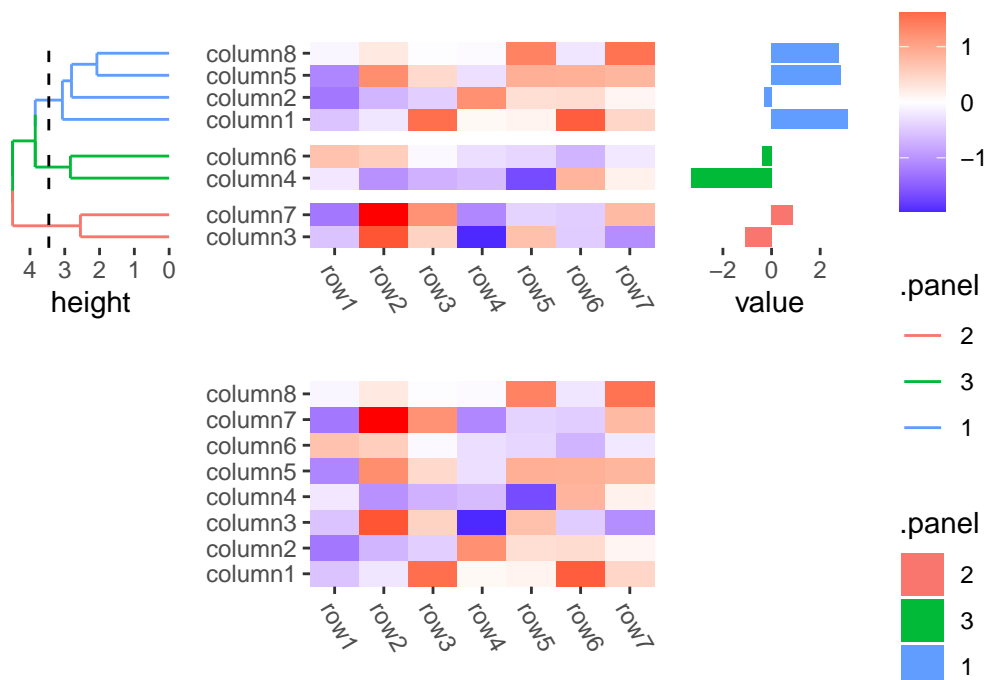 column8
column5
column2
column1
column6
column4
column7
column3
4 3 2 1 0
height
row1 row2 row3 row4 row5 row6 row7
−2 0 2
value
1
0
−1
.panel
2
3
1
column8
column7
column6
column5
column4
column3
column2
column1
row1 row2 row3 row4 row5 row6 row7
.panel
2
3
1